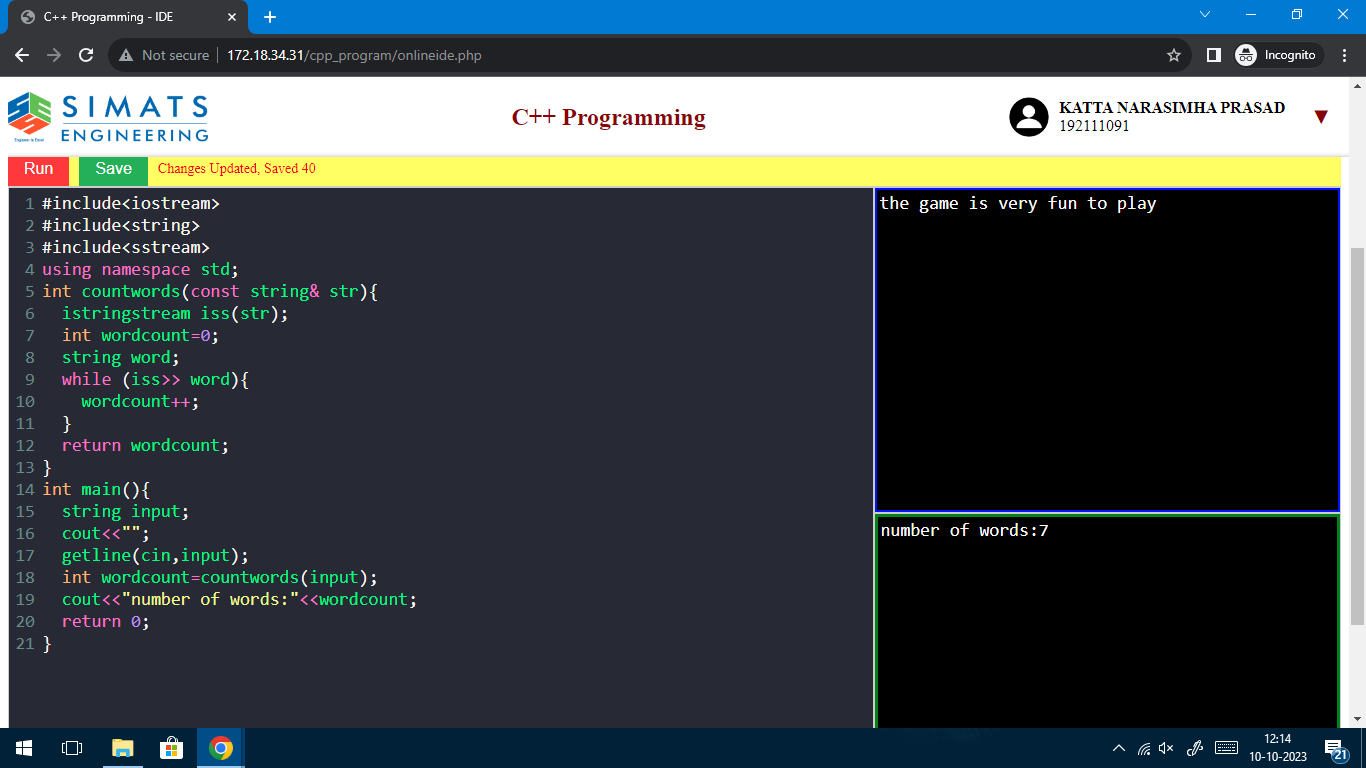 C++ Programming - IDE
Not secure 172.18.34.31/cpp_program/onlineide.php Incognito
SIMATS
ENGINEERING
C++ Programming
KATTA NARASIMHA PRASAD
192111091
Run Save Changes Updated, Saved 40
1 #include<iostream>
2 #include<string>
3 #include<sstream>
4 using namespace std;
5 int countwords(const string& str){
6   istringstream iss(str);
7   int wordcount=0;
8   string word;
9   while (iss>> word){
10     wordcount++;
11   }
12   return wordcount;
13 }
14 int main(){
15   string input;
16   cout<<"";
17   getline(cin,input);
18   int wordcount=countwords(input);
19   cout<<"number of words:"<<wordcount;
20   return 0;
21 }
the game is very fun to play
number of words:7
12:14
10-10-2023
21